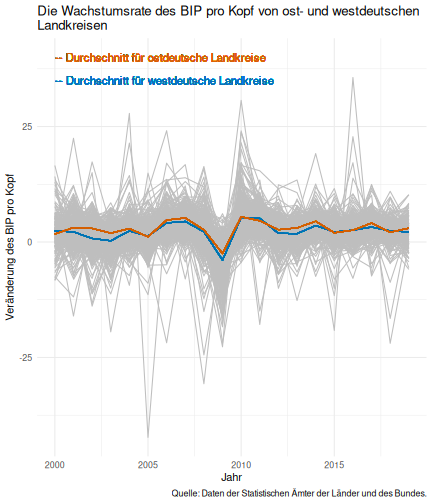 Die Wachstumsrate des BIP pro Kopf von ost- und westdeutschen
Landkreisen
Durchschnitt für ostdeutsche Landkreise
Durchschnitt für westdeutsche Landkreise
Veränderung des BIP pro Kopf
25
0
-25
2000 2005 2010 2015
Jahr
Quelle: Daten der Statistischen Ämter der Länder und des Bundes.